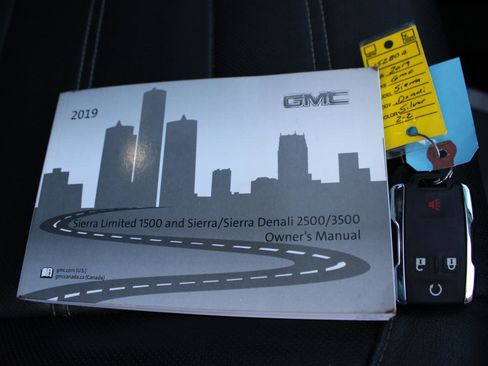 2019
GMC
Sierra Limited 1500 and Sierra/Sierra Denali 2500/3500
Owner's Manual
gmc.com (U.S.)
gmccanada.ca (Canada)
2019
GMC
Sierra
Denali
COLOR Silver